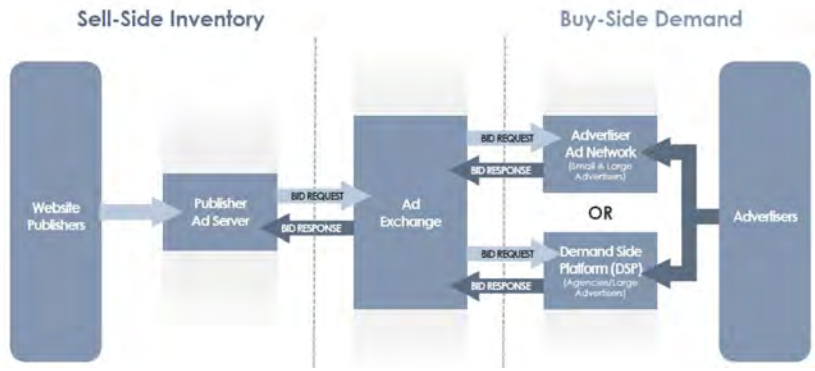 Sell-Side Inventory
Buy-Side Demand
Website
Publishers
Publisher
Ad Server
BID REQUEST
BID RESPONSE
Ad
Exchange
BID REQUEST
BID RESPONSE
BID REQUEST
BID RESPONSE
Advertiser
Ad Network
(Small & Large
Advertisers)
OR
Demand Side
Platform (DSP)
(Agencies/Large
Advertisers)
Advertisers